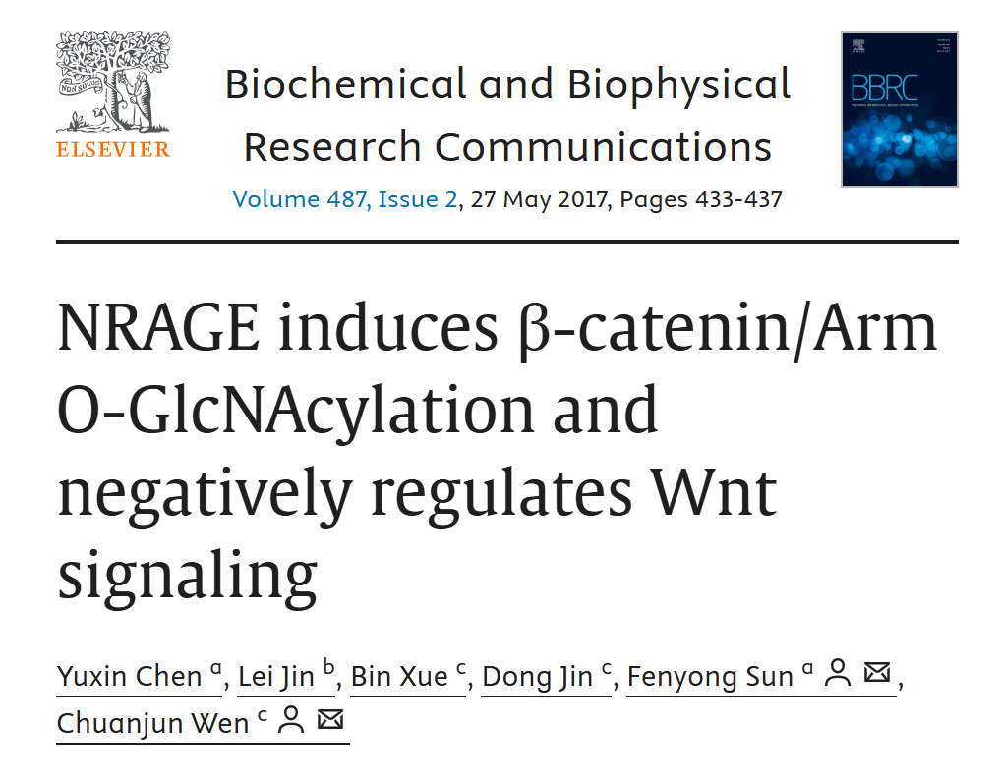 NON SOLUS
ELSEVIER
Biochemical and Biophysical
Research Communications
Volume 487, Issue 2, 27 May 2017, Pages 433-437
BBRC
NRAGE induces β-catenin/Arm
O-GlcNAcylation and
negatively regulates Wnt
signaling
Yuxin Chen a, Lei Jin b, Bin Xue c, Dong Jin c, Fenyong Sun a,
Chuanjun Wen c